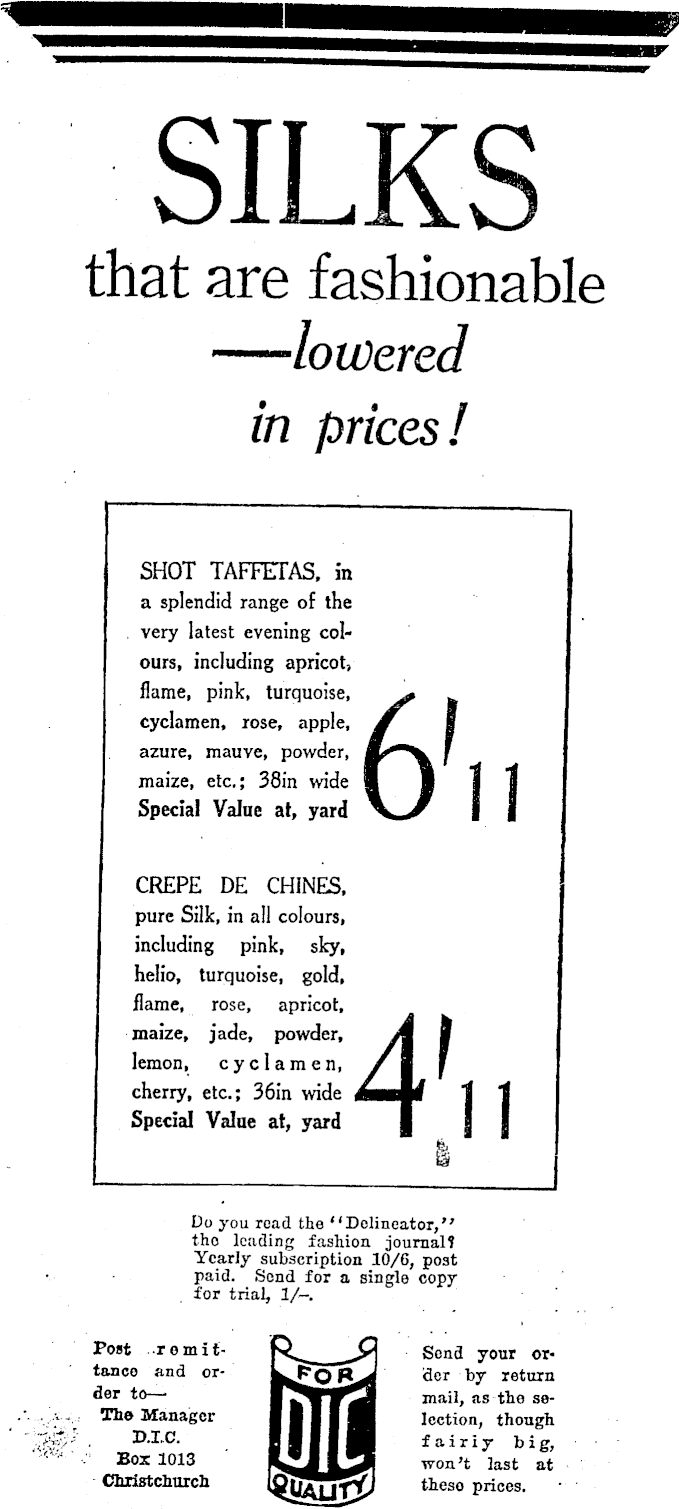 SILKS
that are fashionable
—lowered
in prices!
SHOT TAFFETAS, in
a splendid range of the
very latest evening col-
ours, including apricot,
flame, pink, turquoise,
cyclamen, rose, apple,
azure, mauve, powder,
maize, etc.; 38in wide
Special Value at, yard
6'11
CREPE DE CHINES,
pure Silk, in all colours,
including pink, sky,
helio, turquoise, gold,
flame, rose, apricot,
maize, jade, powder,
lemon, cyclamen,
cherry, etc.; 36in wide
Special Value at, yard
4'11
Do you read the "Delineator,"
the leading fashion journal?
Yearly subscription 10/6, post
paid. Send for a single copy
for trial, 1/-.
Post remit-
tance and or-
der to—
The Manager
D.I.C.
Box 1013
Christchurch
FOR
DIC
QUALITY
Send your or-
der by return
mail, as the se-
lection, though
fairiy big,
won't last at
these prices.